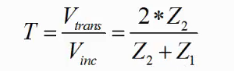 T = V_trans / V_inc = 2*Z_2 / (Z_2 + Z_1)